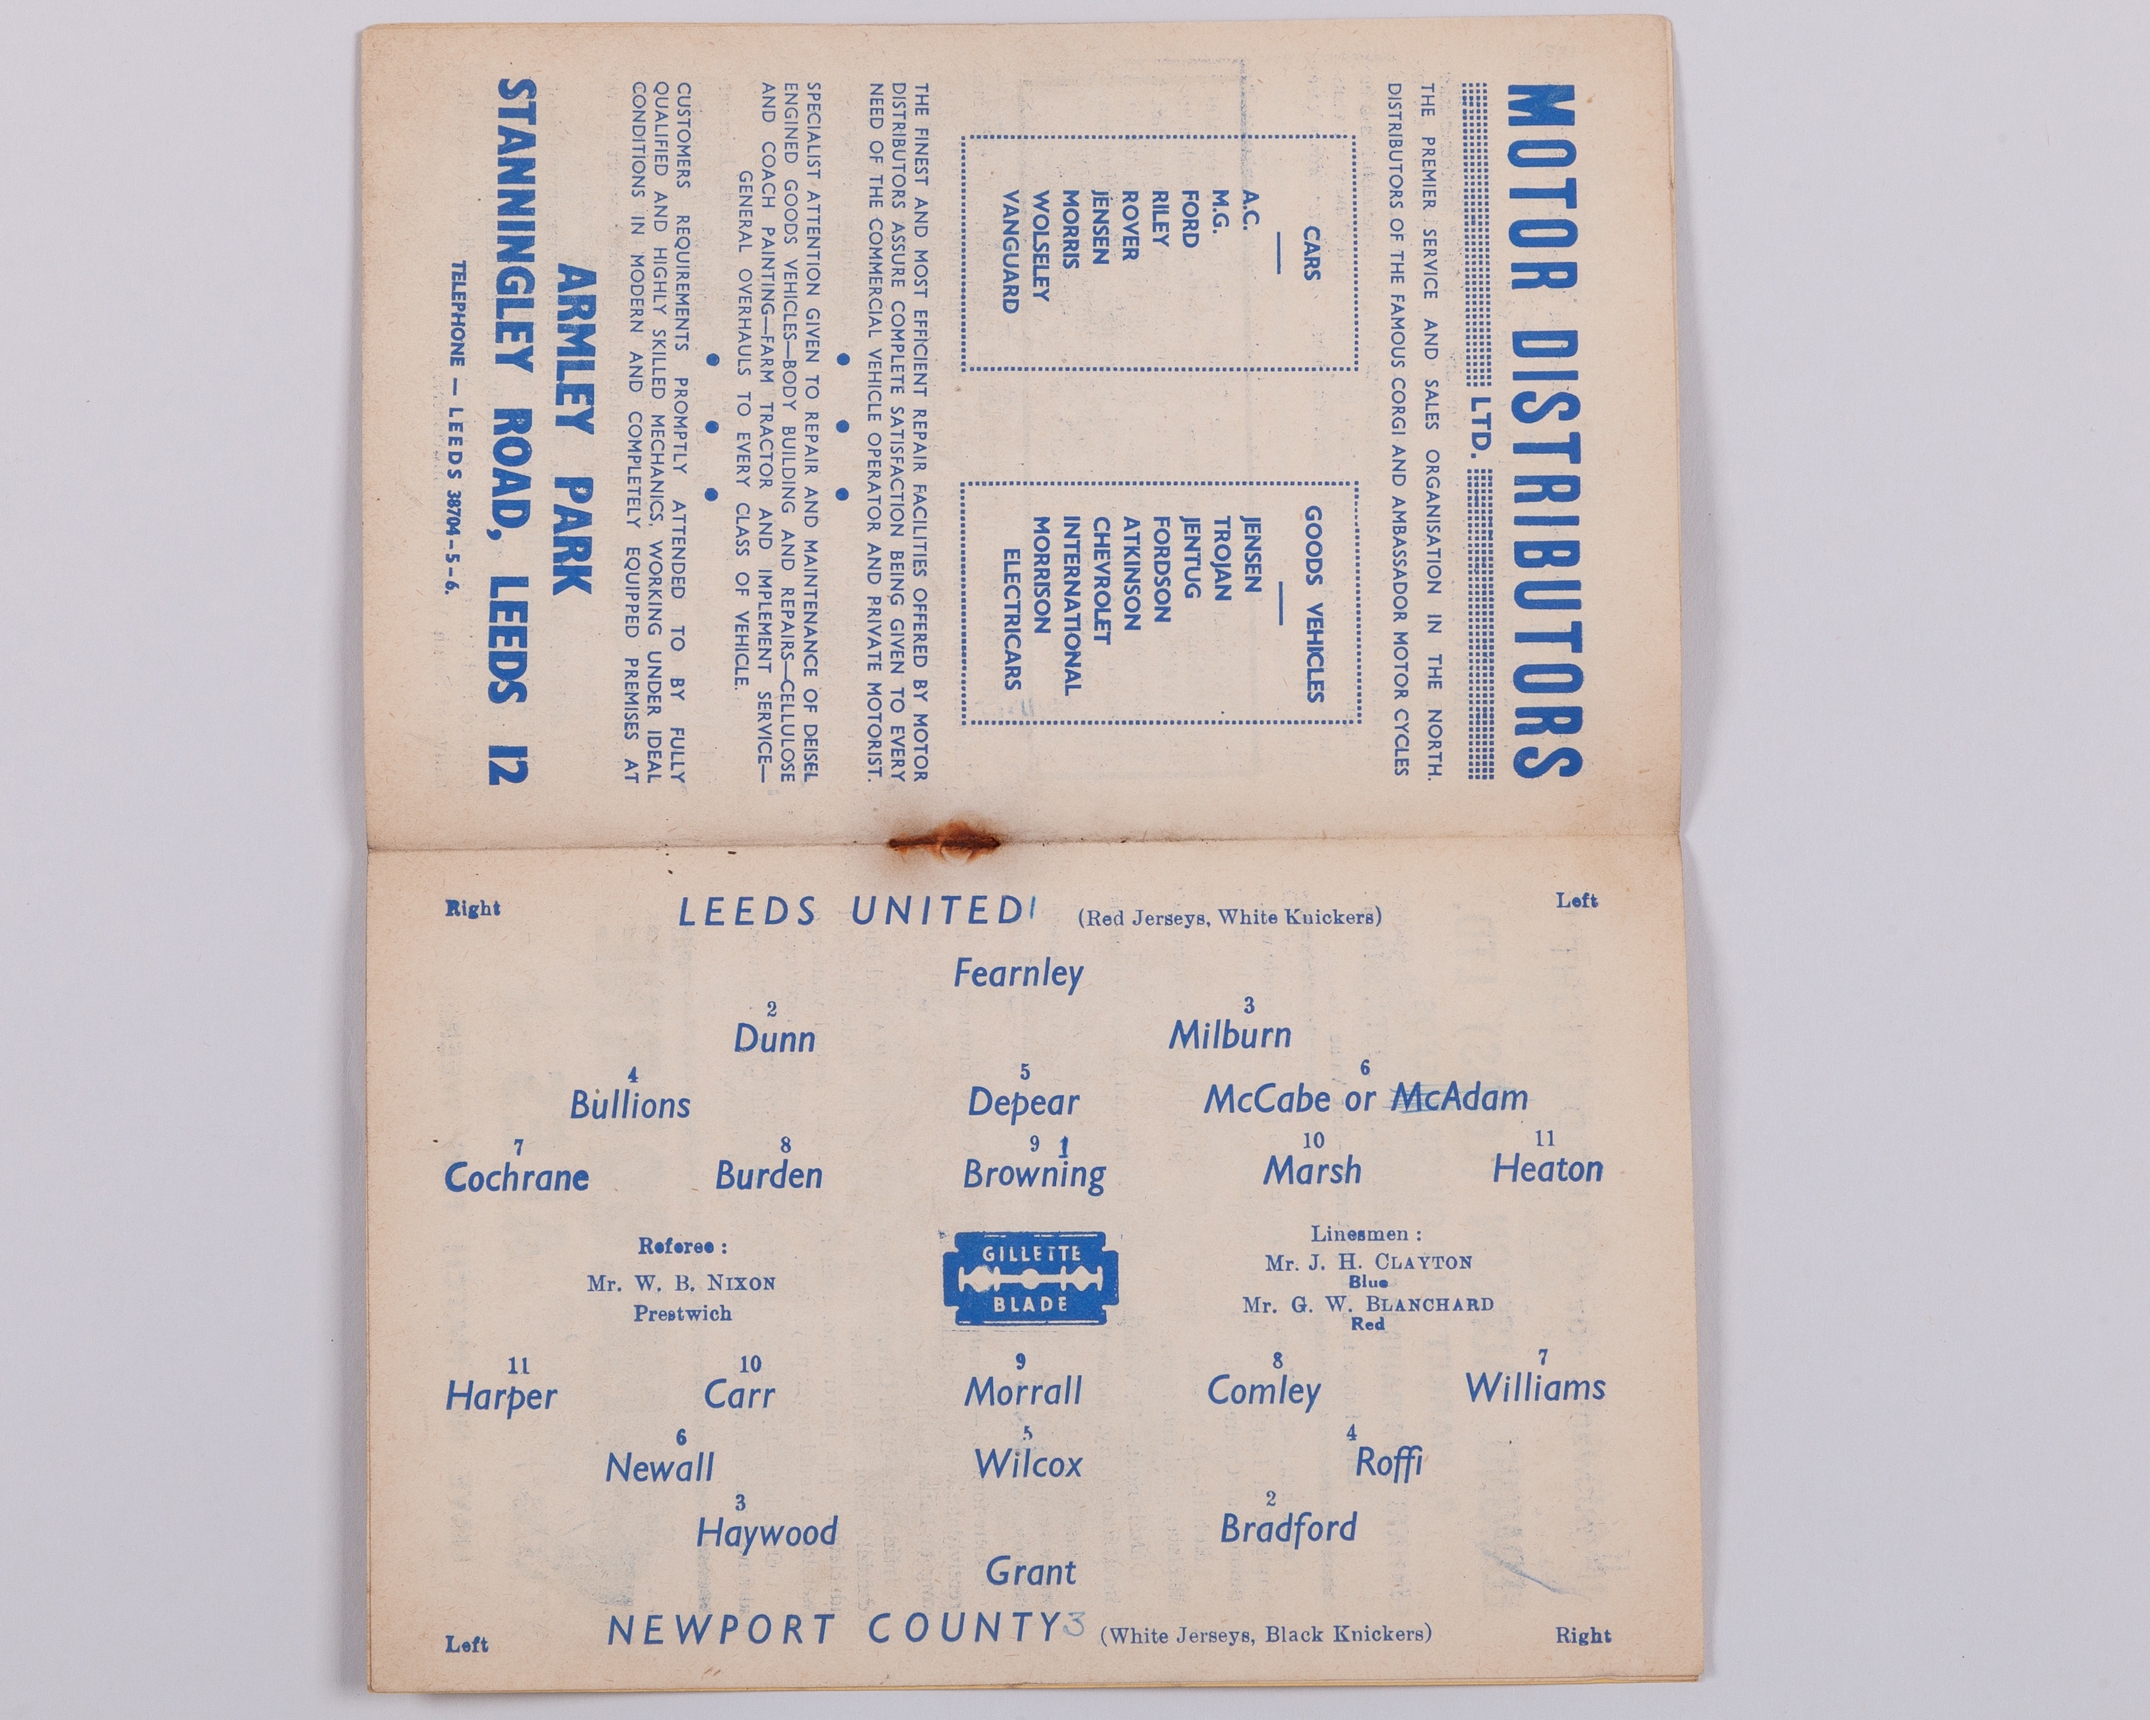 MOTOR DISTRIBUTORS
LTD.
THE PREMIER SERVICE AND SALES ORGANISATION IN THE NORTH.
DISTRIBUTORS OF THE FAMOUS CORGI AND AMBASSADOR MOTOR CYCLES
CARS
A.C.
M.G.
FORD
RILEY
ROVER
JENSEN
MORRIS
WOLSELEY
VANGUARD
GOODS VEHICLES
JENSEN
TROJAN
JENTUG
FORDSON
ATKINSON
CHEVROLET
INTERNATIONAL
MORRISON
ELECTRICARS
THE FINEST AND MOST EFFICIENT REPAIR FACILITIES OFFERED BY MOTOR
DISTRIBUTORS ASSURE COMPLETE SATISFACTION BEING GIVEN TO EVERY
NEED OF THE COMMERCIAL VEHICLE OPERATOR AND PRIVATE MOTORIST.
SPECIALIST ATTENTION GIVEN TO REPAIR AND MAINTENANCE OF DEISEL
ENGINED GOODS VEHICLES—BODY BUILDING AND REPAIRS—CELLULOSE
AND COACH PAINTING—FARM TRACTOR AND IMPLEMENT SERVICE—
GENERAL OVERHAULS TO EVERY CLASS OF VEHICLE.
CUSTOMERS REQUIREMENTS PROMPTLY ATTENDED TO BY FULLY
QUALIFIED AND HIGHLY SKILLED MECHANICS, WORKING UNDER IDEAL
CONDITIONS IN MODERN AND COMPLETELY EQUIPPED PREMISES AT
ARMLEY PARK
STANNINGLEY ROAD, LEEDS 12
TELEPHONE — LEEDS 38704-5-6.
Right LEEDS UNITED 1 (Red Jerseys, White Knickers) Left
Fearnley
2 3
Dunn Milburn
4 5 6
Bullions Depear McCabe or McAdam
7 8 9 1 10 11
Cochrane Burden Browning Marsh Heaton
Referee :
Mr. W. B. NIXON
Prestwich
GILLETTE
BLADE
Linesmen :
Mr. J. H. CLAYTON
Blue
Mr. G. W. BLANCHARD
Red
11 10 9 8 7
Harper Carr Morrall Comley Williams
6 5 4
Newall Wilcox Roffi
3 2
Haywood Bradford
Grant
Left NEWPORT COUNTY 3 (White Jerseys, Black Knickers) Right